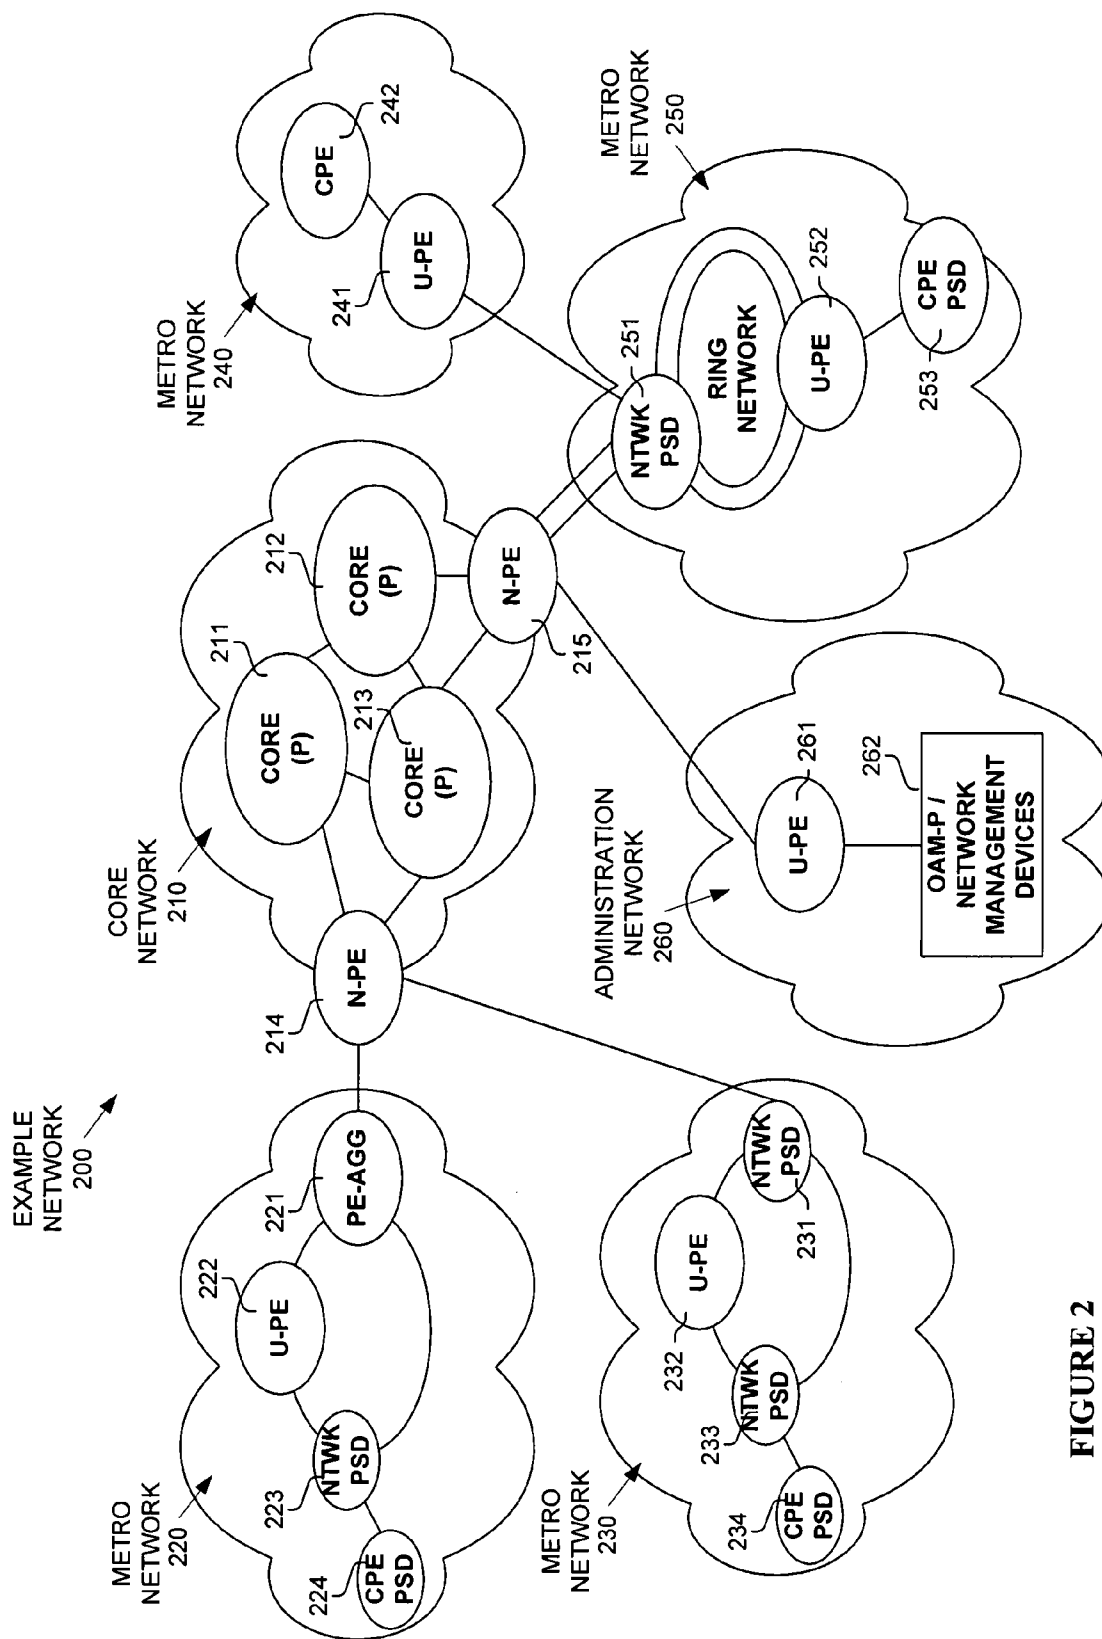 EXAMPLE
NETWORK
200
METRO
NETWORK
220
CPE
PSD
224
NTWK
PSD
223
U-PE
222
PE-AGG
221
N-PE
214
CORE
NETWORK
210
CORE
(P)
211
CORE
(P)
212
CORE
(P)
213
N-PE
215
METRO
NETWORK
240
U-PE
241
CPE
242
METRO
NETWORK
230
CPE
PSD
234
NTWK
PSD
233
U-PE
232
NTWK
PSD
231
ADMINISTRATION
NETWORK
260
U-PE
261
OAM-P /
NETWORK
MANAGEMENT
DEVICES
262
METRO
NETWORK
250
NTWK
PSD
251
RING
NETWORK
U-PE
252
CPE
PSD
253
FIGURE 2